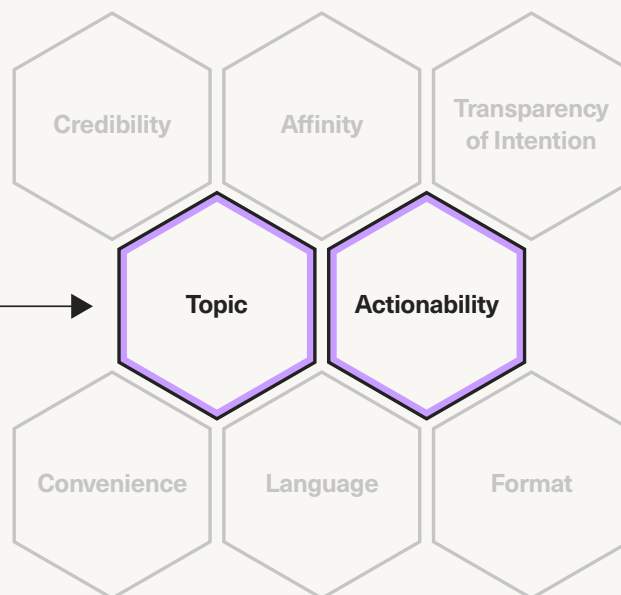 Credibility
Affinity
Transparency
of Intention
Topic
Actionability
Convenience
Language
Format